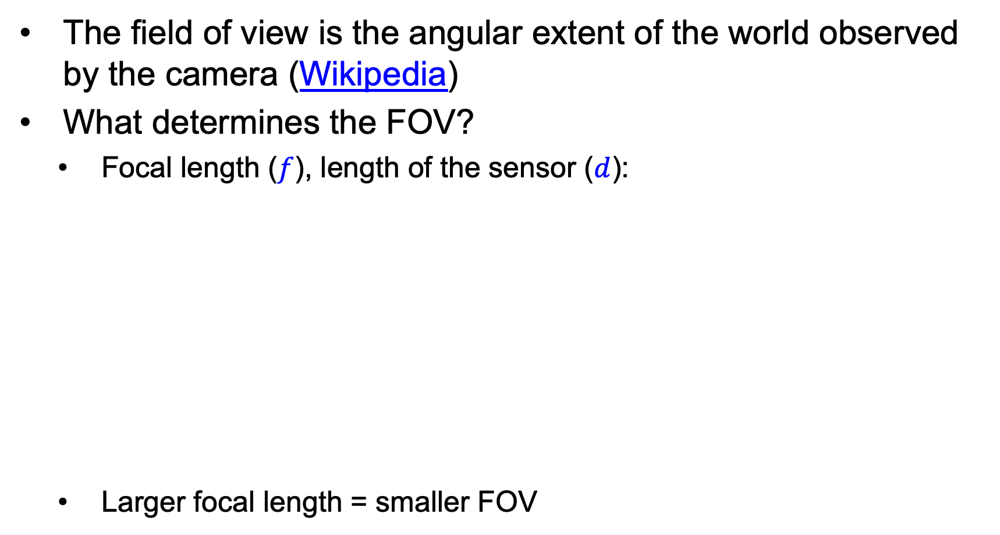 • The field of view is the angular extent of the world observed
by the camera (Wikipedia)
• What determines the FOV?
• Focal length (f), length of the sensor (d):
• Larger focal length = smaller FOV